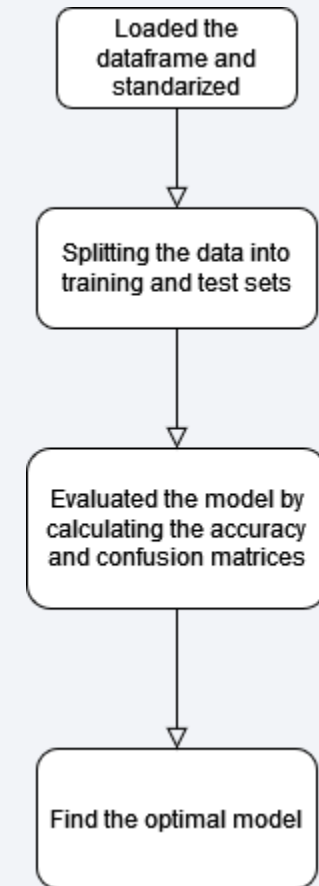 Loaded the
dataframe and
standarized
Splitting the data into
training and test sets
Evaluated the model by
calculating the accuracy
and confusion matrices
Find the optimal model